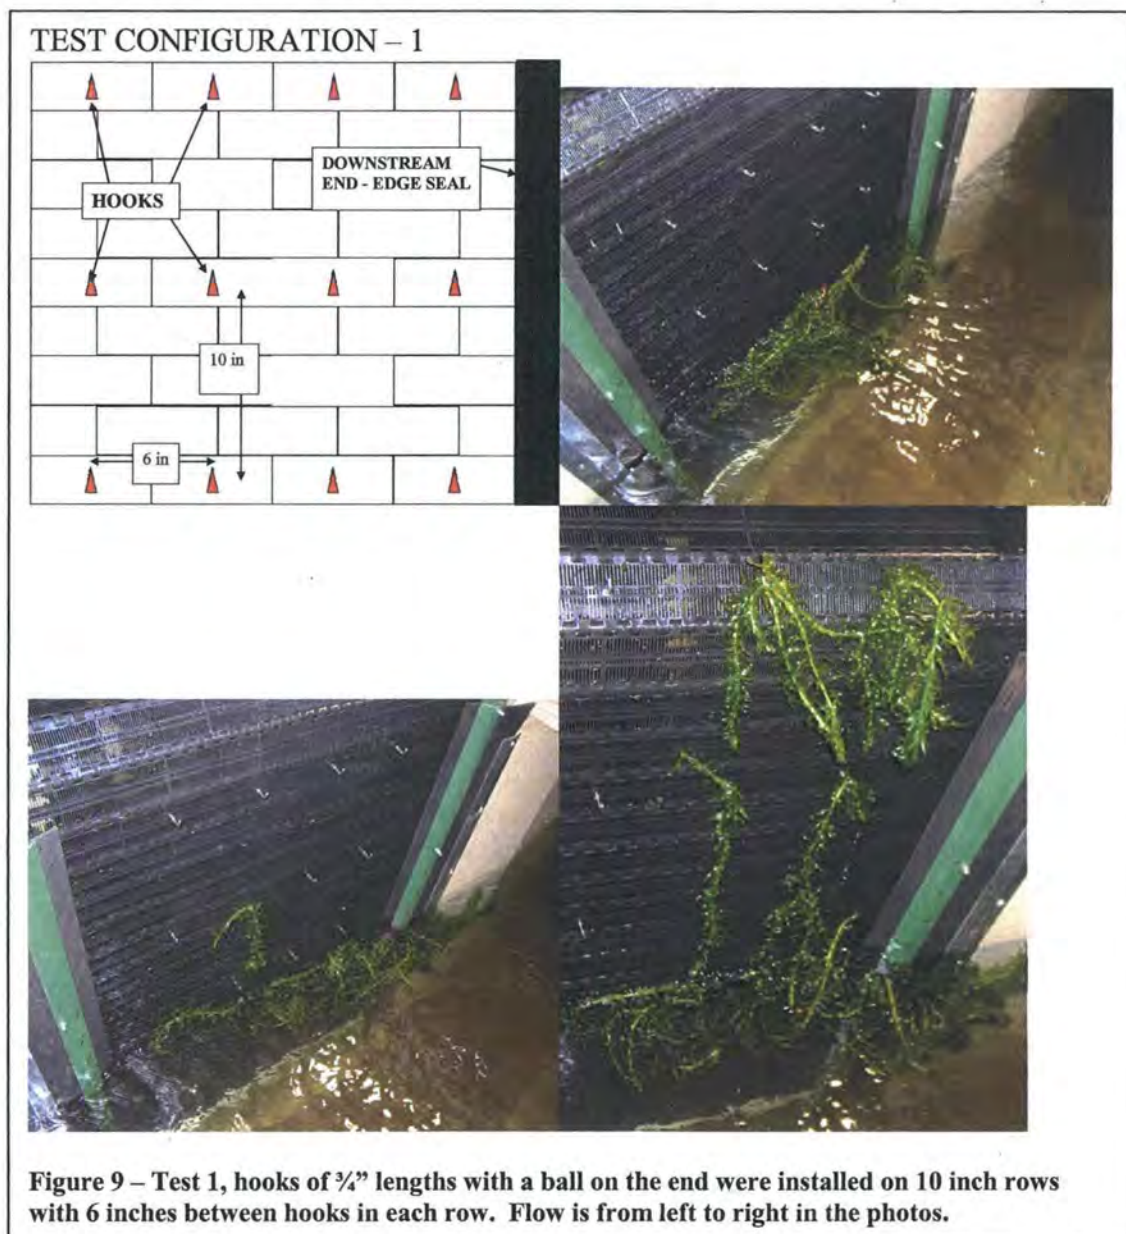 TEST CONFIGURATION – 1
DOWNSTREAM
END - EDGE SEAL
HOOKS
10 in
6 in
Figure 9 – Test 1, hooks of ¾” lengths with a ball on the end were installed on 10 inch rows
with 6 inches between hooks in each row.  Flow is from left to right in the photos.